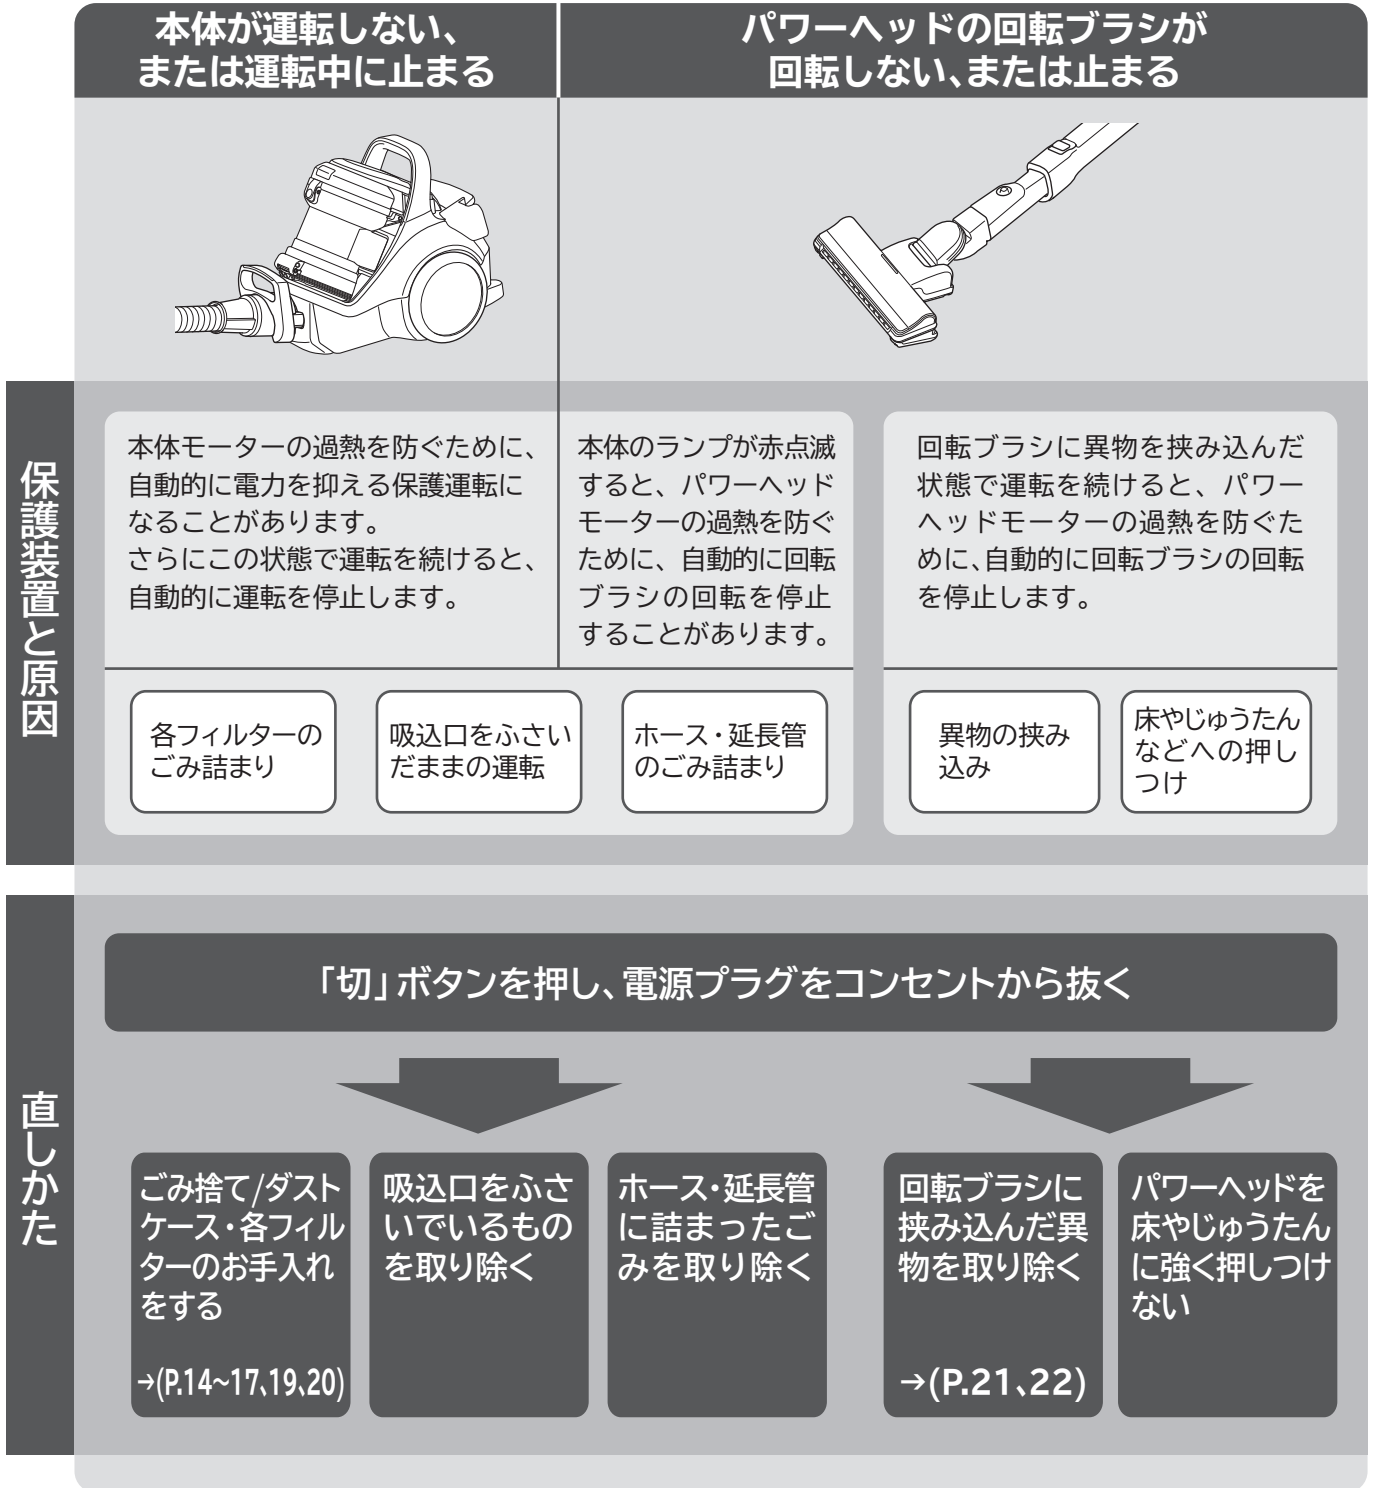 本体が運転しない、
または運転中に止まる
パワーヘッドの回転ブラシが
回転しない、または止まる
保護装置と原因
本体モーターの過熱を防ぐために、
自動的に電力を抑える保護運転に
なることがあります。
さらにこの状態で運転を続けると、
自動的に運転を停止します。
本体のランプが赤点滅
すると、パワーヘッド
モーターの過熱を防ぐ
ために、自動的に回転
ブラシの回転を停止
することがあります。
回転ブラシに異物を挟み込んだ
状態で運転を続けると、パワー
ヘッドモーターの過熱を防ぐた
めに、自動的に回転ブラシの回転
を停止します。
各フィルターの
ごみ詰まり
吸込口をふさい
だままの運転
ホース・延長管
のごみ詰まり
異物の挟み
込み
床やじゅうたん
などへの押し
つけ
直しかた
「切」ボタンを押し、電源プラグをコンセントから抜く
ごみ捨て/ダスト
ケース・各フィル
ターのお手入れ
をする
→(P.14~17、19、20)
吸込口をふさ
いでいるもの
を取り除く
ホース・延長管
に詰まったご
みを取り除く
回転ブラシに
挟み込んだ異
物を取り除く
→(P.21、22)
パワーヘッドを
床やじゅうたん
に強く押しつけ
ない